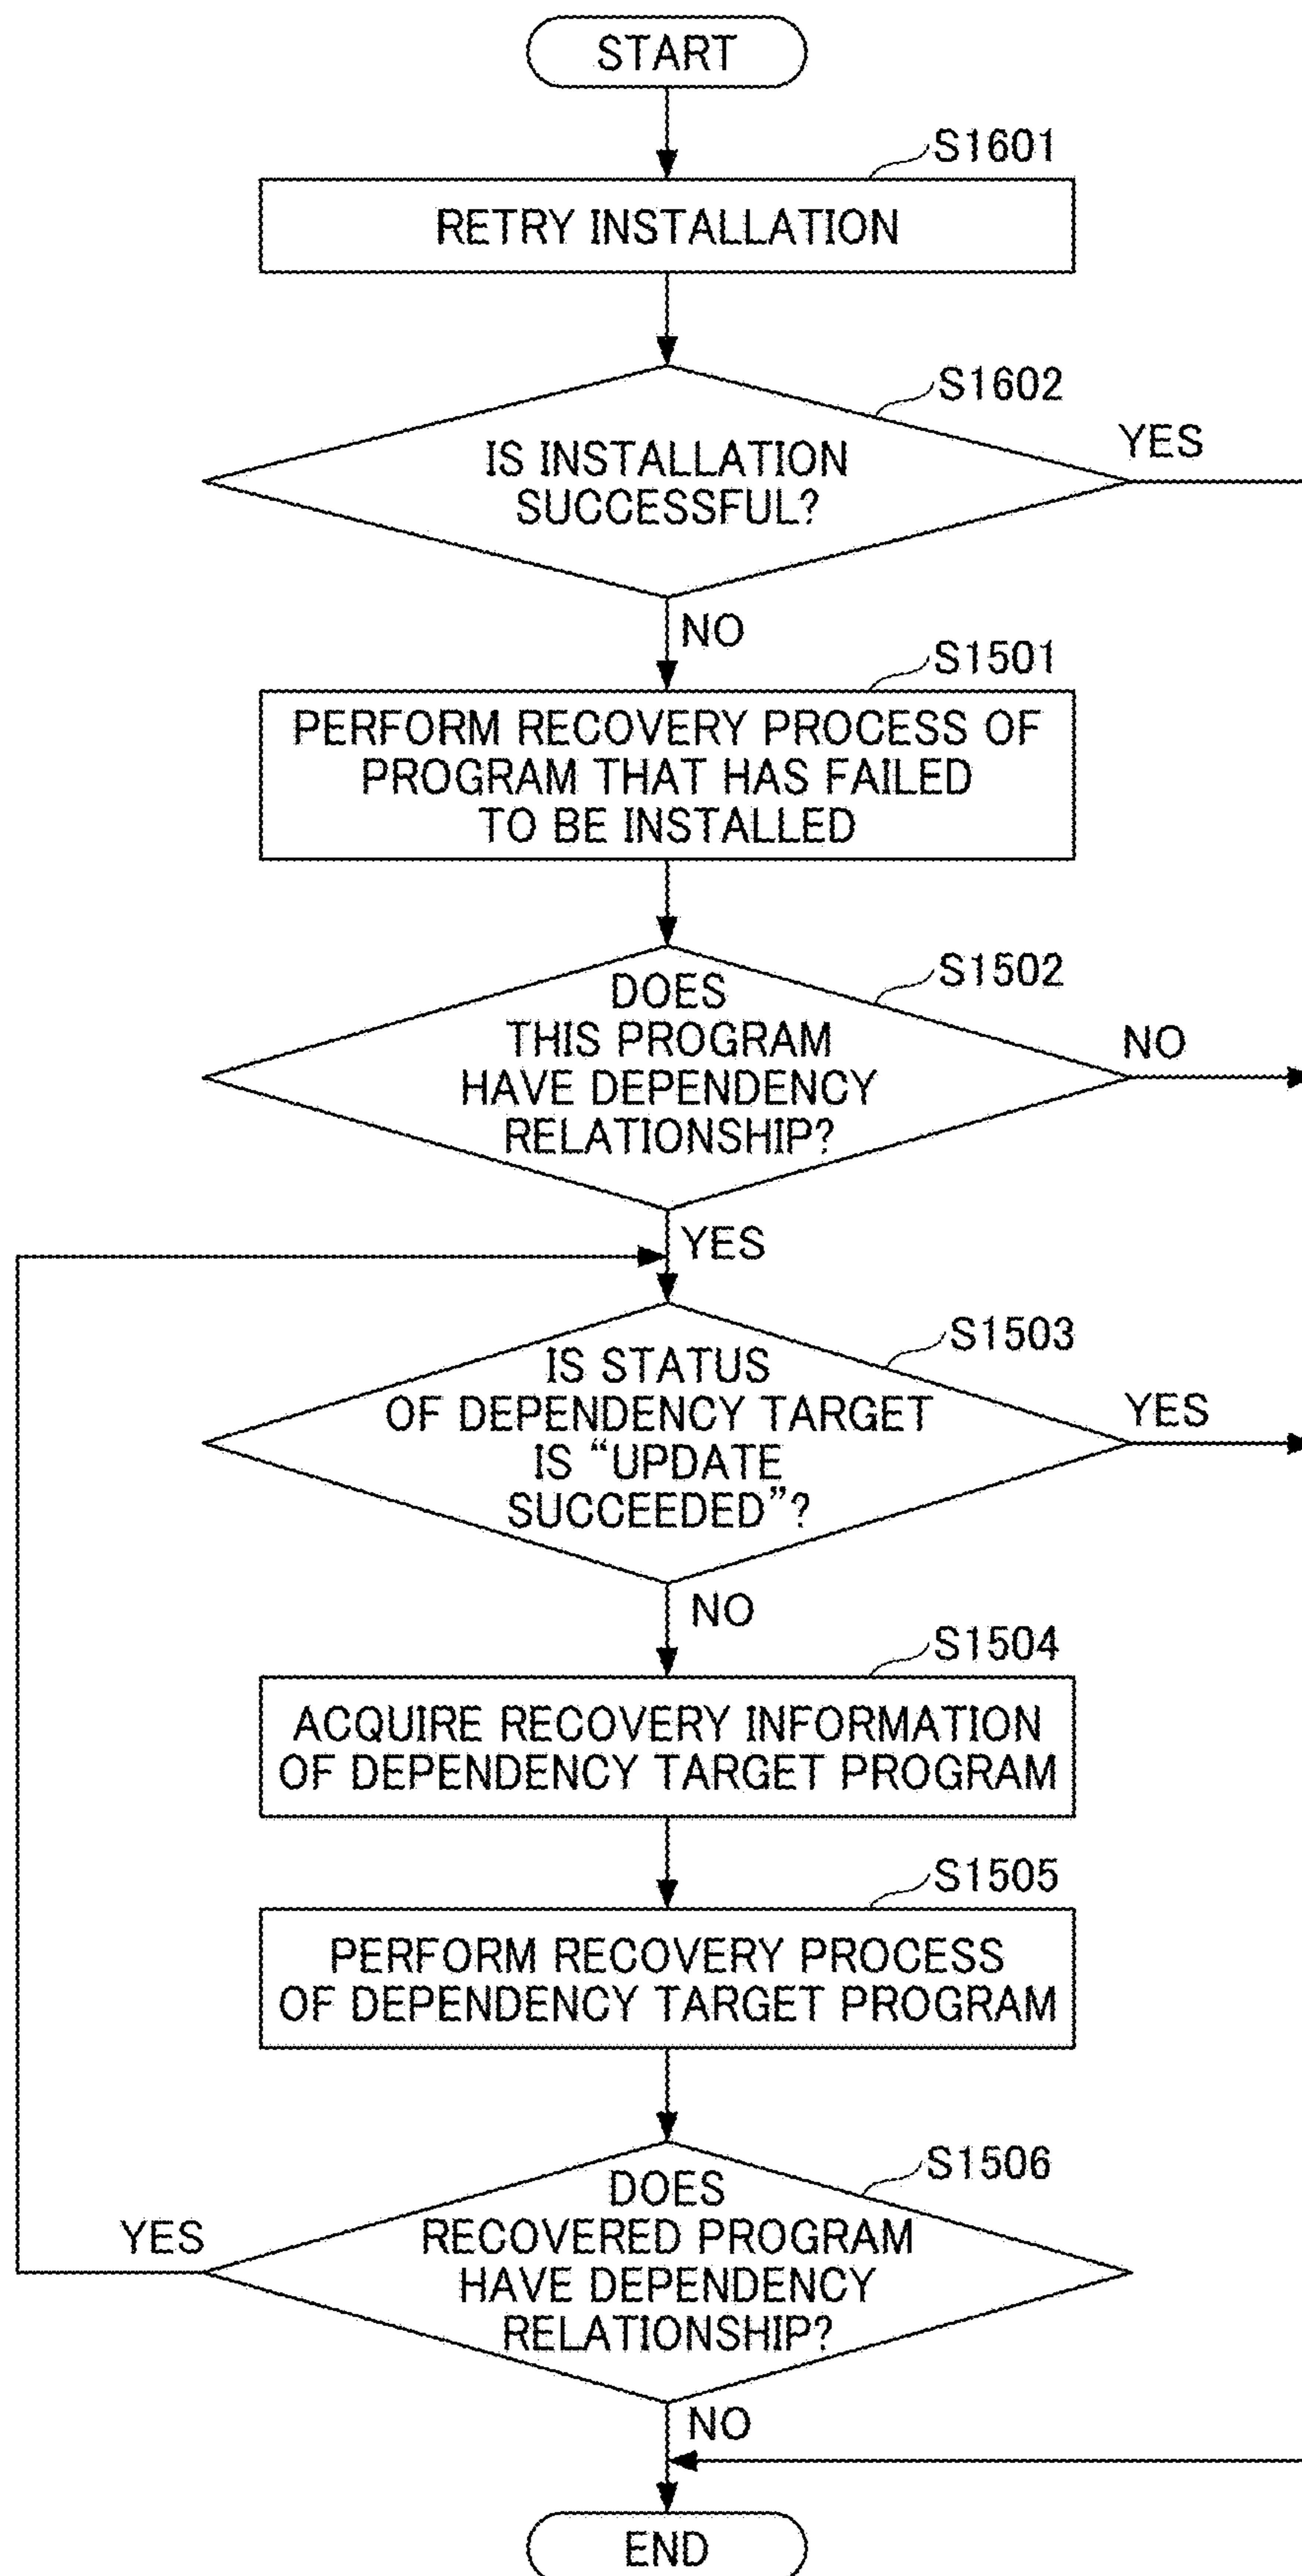 START
S1601
RETRY INSTALLATION
S1602
IS INSTALLATION
SUCCESSFUL?
YES
NO
S1501
PERFORM RECOVERY PROCESS OF
PROGRAM THAT HAS FAILED
TO BE INSTALLED
S1502
DOES
THIS PROGRAM
HAVE DEPENDENCY
RELATIONSHIP?
NO
YES
S1503
IS STATUS
OF DEPENDENCY TARGET
IS “UPDATE
SUCCEEDED”?
YES
NO
S1504
ACQUIRE RECOVERY INFORMATION
OF DEPENDENCY TARGET PROGRAM
S1505
PERFORM RECOVERY PROCESS
OF DEPENDENCY TARGET PROGRAM
S1506
DOES
RECOVERED PROGRAM
HAVE DEPENDENCY
RELATIONSHIP?
YES
NO
END